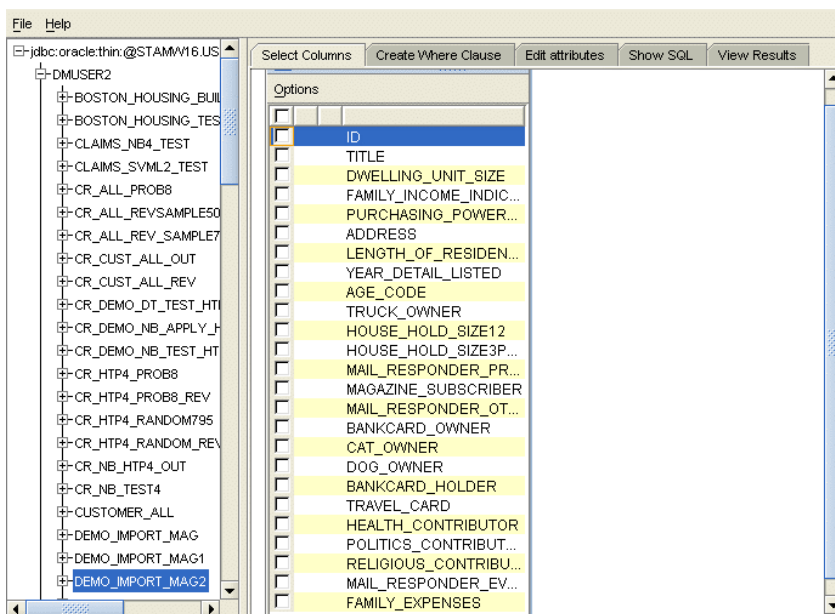 File Help
jdbc:oracle:thin:@STAMW16.US
DMUSER2
BOSTON_HOUSING_BUIL
BOSTON_HOUSING_TES
CLAIMS_NB4_TEST
CLAIMS_SVML2_TEST
CR_ALL_PROB8
CR_ALL_REVSAMPLE50
CR_ALL_REV_SAMPLE7
CR_CUST_ALL_OUT
CR_CUST_ALL_REV
CR_DEMO_DT_TEST_HTI
CR_DEMO_NB_APPLY_H
CR_DEMO_NB_TEST_HT
CR_HTP4_PROB8
CR_HTP4_PROB8_REV
CR_HTP4_RANDOM795
CR_HTP4_RANDOM_REV
CR_NB_HTP4_OUT
CR_NB_TEST4
CUSTOMER_ALL
DEMO_IMPORT_MAG
DEMO_IMPORT_MAG1
DEMO_IMPORT_MAG2
Select Columns Create Where Clause Edit attributes Show SQL View Results
Options
ID
TITLE
DWELLING_UNIT_SIZE
FAMILY_INCOME_INDIC...
PURCHASING_POWER...
ADDRESS
LENGTH_OF_RESIDEN...
YEAR_DETAIL_LISTED
AGE_CODE
TRUCK_OWNER
HOUSE_HOLD_SIZE12
HOUSE_HOLD_SIZE3P...
MAIL_RESPONDER_PR...
MAGAZINE_SUBSCRIBER
MAIL_RESPONDER_OT...
BANKCARD_OWNER
CAT_OWNER
DOG_OWNER
BANKCARD_HOLDER
TRAVEL_CARD
HEALTH_CONTRIBUTOR
POLITICS_CONTRIBUT...
RELIGIOUS_CONTRIBU...
MAIL_RESPONDER_EV...
FAMILY_EXPENSES